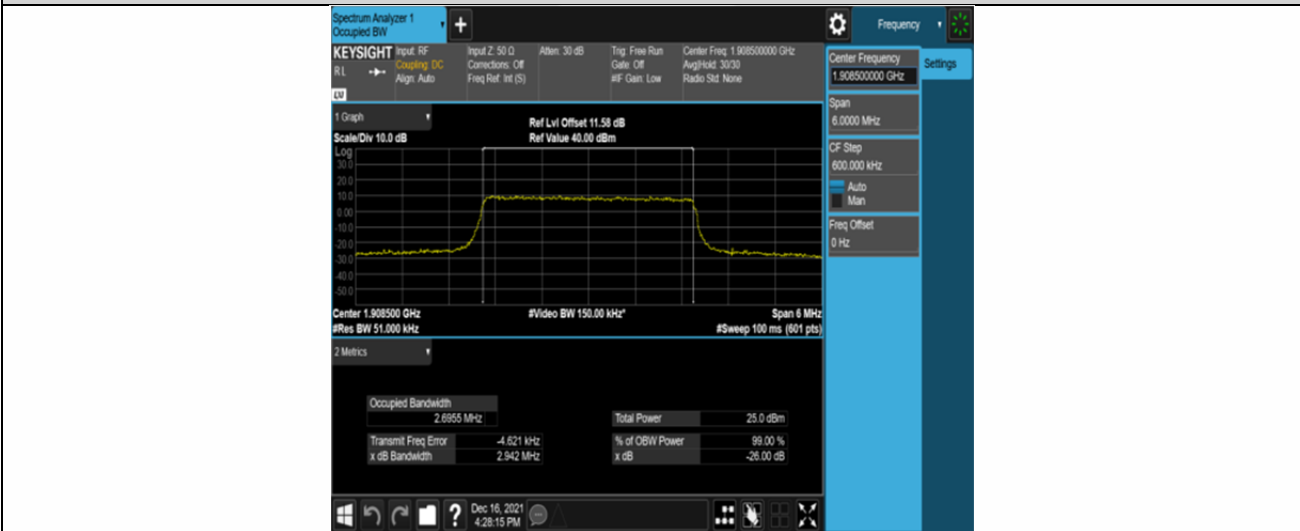 Spectrum Analyzer 1
Occupied BW
+
Frequency
KEYSIGHT
R L
Input: RF
Coupling: DC
Align: Auto
Input Z: 50 Ω
Corrections: Off
Freq Ref: Int (S)
Atten: 30 dB
Trig: Free Run
Gate: Off
#IF Gain: Low
Center Freq: 1.908500000 GHz
Avg|Hold: 30/30
Radio Std: None
Center Frequency
1.908500000 GHz
Settings
Span
6.0000 MHz
CF Step
600.000 kHz
Auto
Man
Freq Offset
0 Hz
1 Graph
Scale/Div 10.0 dB
Ref Lvl Offset 11.58 dB
Ref Value 40.00 dBm
Log
30.0
20.0
10.0
0.00
-10.0
-20.0
-30.0
-40.0
-50.0
Center 1.908500 GHz
#Res BW 51.000 kHz
#Video BW 150.00 kHz*
Span 6 MHz
#Sweep 100 ms (601 pts)
2 Metrics
Occupied Bandwidth
2.6955 MHz
Total Power 25.0 dBm
Transmit Freq Error -4.621 kHz
% of OBW Power 99.00 %
x dB Bandwidth 2.942 MHz
x dB -26.00 dB
?
Dec 16, 2021
4:28:15 PM